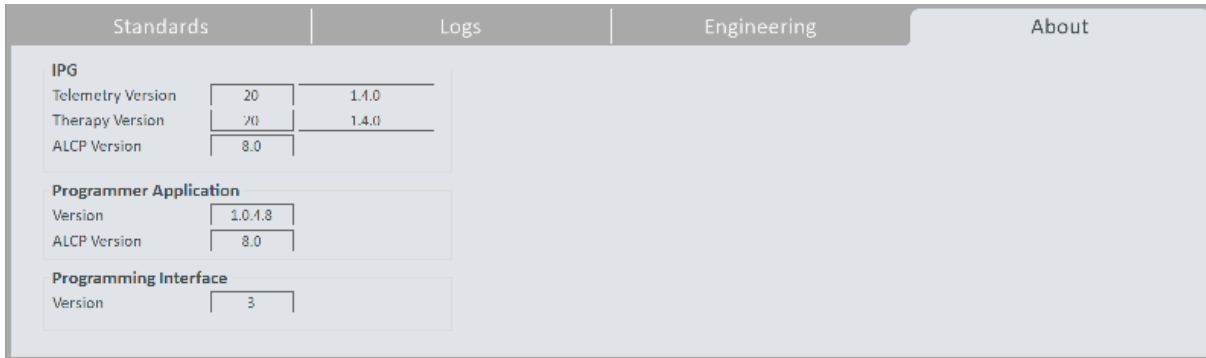 Standards Logs Engineering About
IPG
Telemetry Version 20 1.4.0
Therapy Version 20 1.4.0
ALCP Version 8.0
Programmer Application
Version 1.0.4.8
ALCP Version 8.0
Programming Interface
Version 3